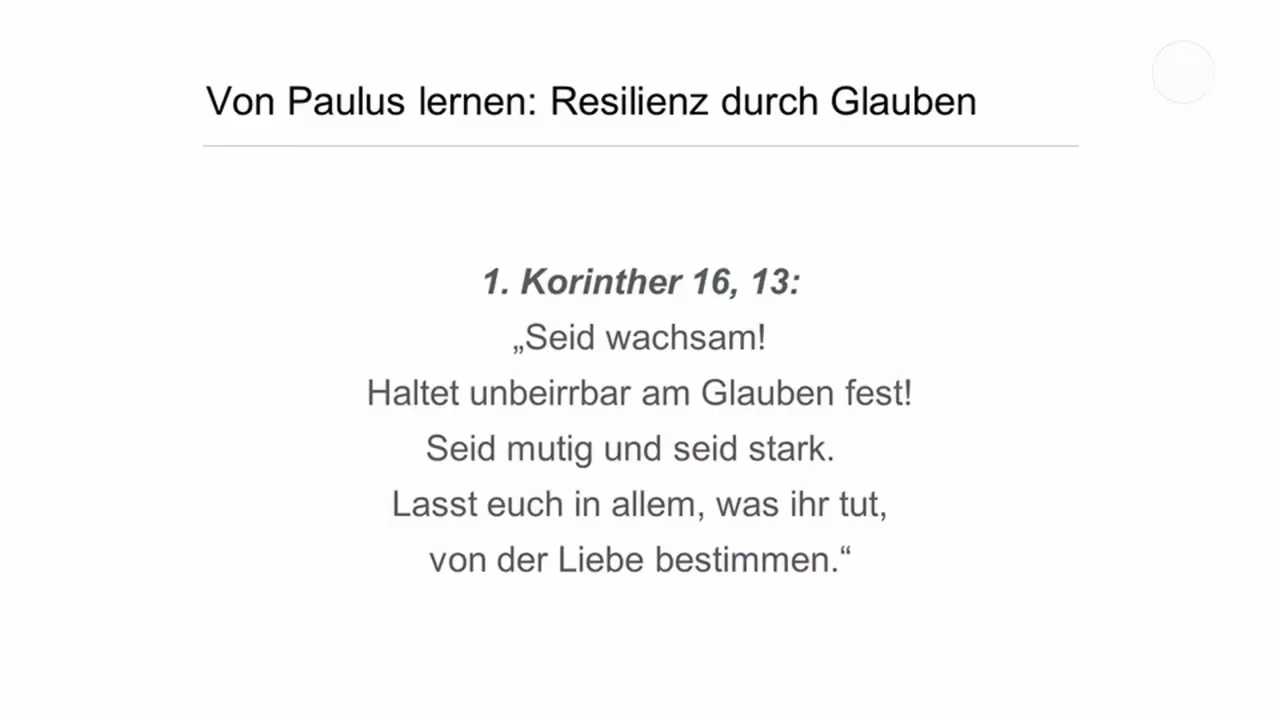 Von Paulus lernen: Resilienz durch Glauben
1. Korinther 16, 13:
„Seid wachsam!
Haltet unbeirrbar am Glauben fest!
Seid mutig und seid stark.
Lasst euch in allem, was ihr tut,
von der Liebe bestimmen.“